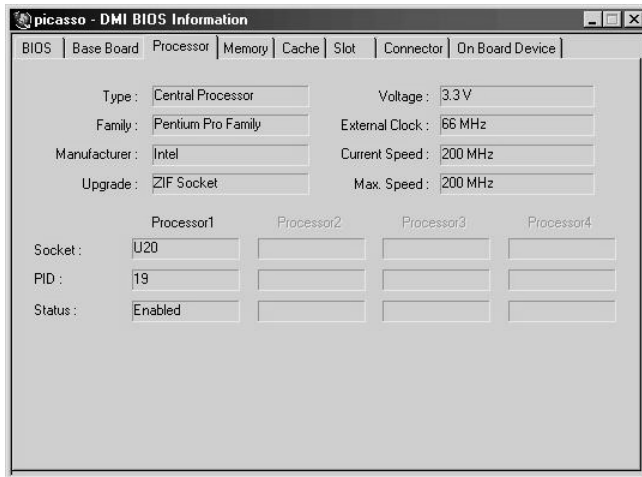 picasso - DMI BIOS Information
BIOS Base Board Processor Memory Cache Slot Connector On Board Device
Type : Central Processor Voltage : 3.3 V
Family : Pentium Pro Family External Clock : 66 MHz
Manufacturer : Intel Current Speed : 200 MHz
Upgrade : ZIF Socket Max. Speed : 200 MHz
Processor1 Processor2 Processor3 Processor4
Socket : U20
PID : 19
Status : Enabled